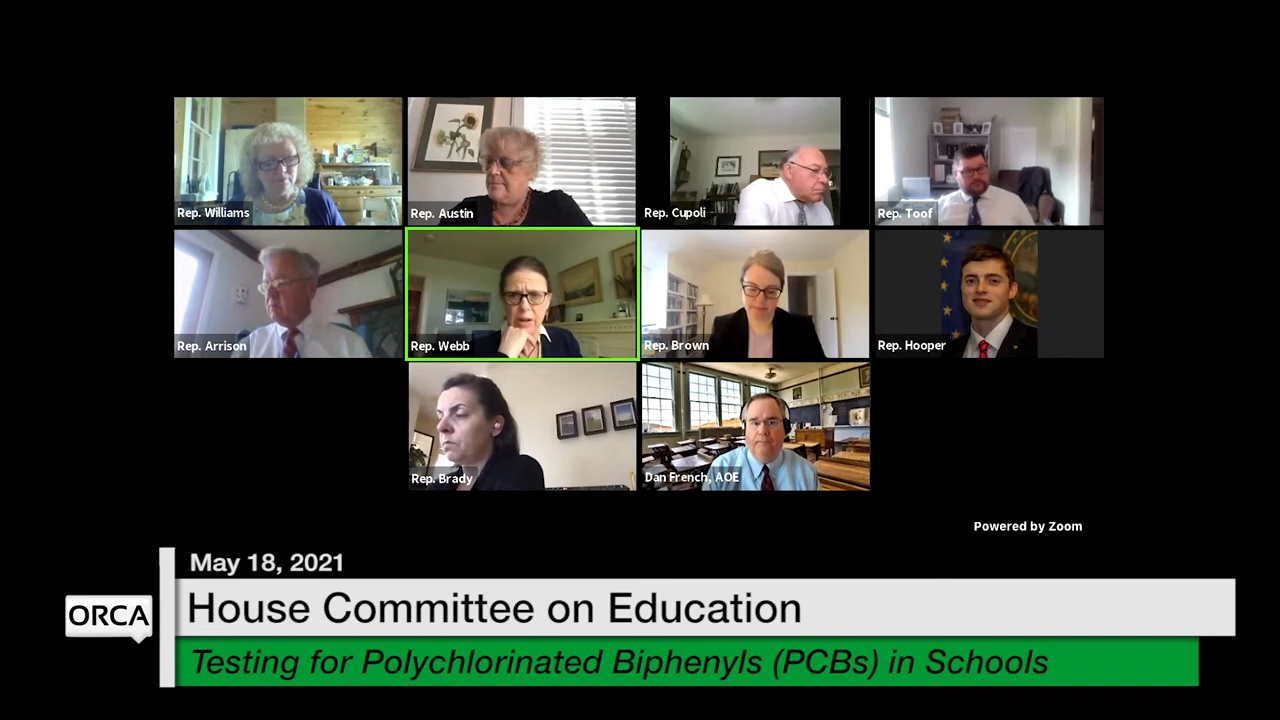 Rep. Williams
Rep. Austin
Rep. Cupoli
Rep. Toof
Rep. Arrison
Rep. Webb
Rep. Brown
Rep. Hooper
Rep. Brady
Dan French, AOE
Powered by Zoom
May 18, 2021
ORCA
House Committee on Education
Testing for Polychlorinated Biphenyls (PCBs) in Schools